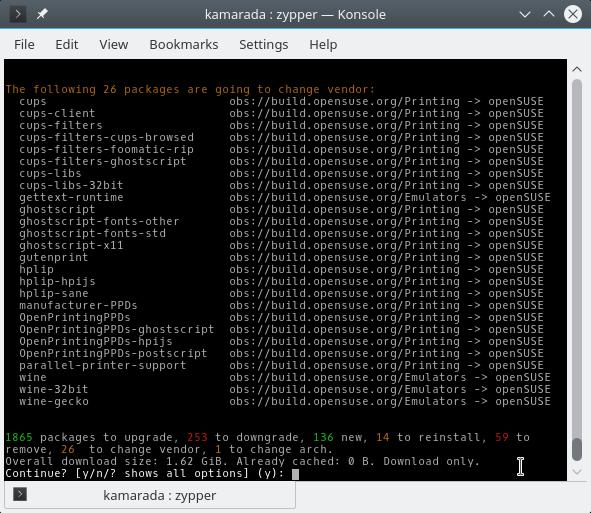 kamarada : zypper — Konsole
File Edit View Bookmarks Settings Help
The following 26 packages are going to change vendor:
cups obs://build.opensuse.org/Printing -> openSUSE
cups-client obs://build.opensuse.org/Printing -> openSUSE
cups-filters obs://build.opensuse.org/Printing -> openSUSE
cups-filters-cups-browsed obs://build.opensuse.org/Printing -> openSUSE
cups-filters-foomatic-rip obs://build.opensuse.org/Printing -> openSUSE
cups-filters-ghostscript obs://build.opensuse.org/Printing -> openSUSE
cups-libs obs://build.opensuse.org/Printing -> openSUSE
cups-libs-32bit obs://build.opensuse.org/Printing -> openSUSE
gettext-runtime obs://build.opensuse.org/Emulators -> openSUSE
ghostscript obs://build.opensuse.org/Printing -> openSUSE
ghostscript-fonts-other obs://build.opensuse.org/Printing -> openSUSE
ghostscript-fonts-std obs://build.opensuse.org/Printing -> openSUSE
ghostscript-x11 obs://build.opensuse.org/Printing -> openSUSE
gutenprint obs://build.opensuse.org/Printing -> openSUSE
hplip obs://build.opensuse.org/Printing -> openSUSE
hplip-hpijs obs://build.opensuse.org/Printing -> openSUSE
hplip-sane obs://build.opensuse.org/Printing -> openSUSE
manufacturer-PPDs obs://build.opensuse.org/Printing -> openSUSE
OpenPrintingPPDs obs://build.opensuse.org/Printing -> openSUSE
OpenPrintingPPDs-ghostscript obs://build.opensuse.org/Printing -> openSUSE
OpenPrintingPPDs-hpijs obs://build.opensuse.org/Printing -> openSUSE
OpenPrintingPPDs-postscript obs://build.opensuse.org/Printing -> openSUSE
parallel-printer-support obs://build.opensuse.org/Printing -> openSUSE
wine obs://build.opensuse.org/Emulators -> openSUSE
wine-32bit obs://build.opensuse.org/Emulators -> openSUSE
wine-gecko obs://build.opensuse.org/Emulators -> openSUSE
1865 packages to upgrade, 253 to downgrade, 136 new, 14 to reinstall, 59 to
remove, 26 to change vendor, 1 to change arch.
Overall download size: 1.62 GiB. Already cached: 0 B. Download only.
Continue? [y/n/? shows all options] (y):
kamarada : zypper